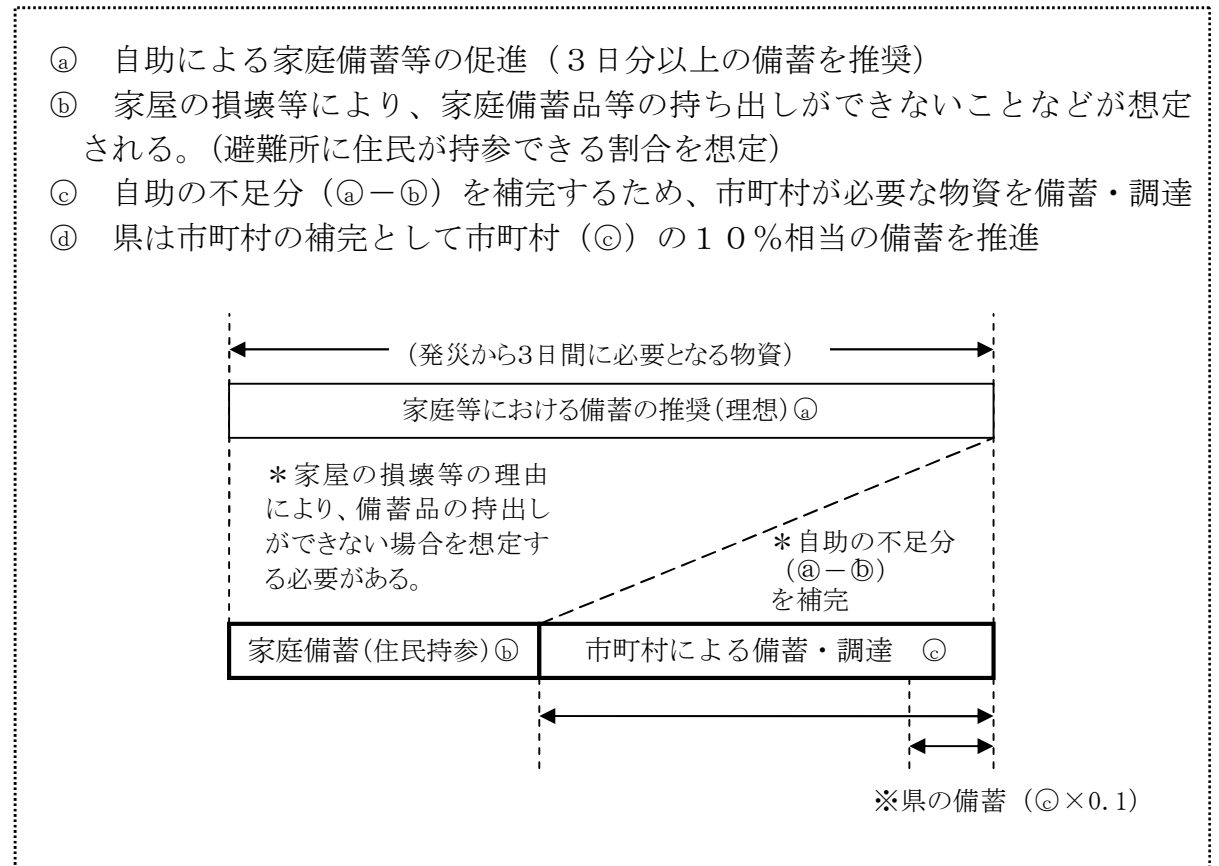 ⓐ　自助による家庭備蓄等の促進（３日分以上の備蓄を推奨）
ⓑ　家屋の損壊等により、家庭備蓄品等の持ち出しができないことなどが想定
される。（避難所に住民が持参できる割合を想定）
ⓒ　自助の不足分（ⓐ－ⓑ）を補完するため、市町村が必要な物資を備蓄・調達
ⓓ　県は市町村の補完として市町村（ⓒ）の１０％相当の備蓄を推進
（発災から3日間に必要となる物資）
家庭等における備蓄の推奨（理想）ⓐ
＊家屋の損壊等の理由
により、備蓄品の持出し
ができない場合を想定す
る必要がある。
＊自助の不足分
（ⓐ－ⓑ）
を補完
家庭備蓄（住民持参）ⓑ
市町村による備蓄・調達　ⓒ
※県の備蓄（ⓒ×0.1）